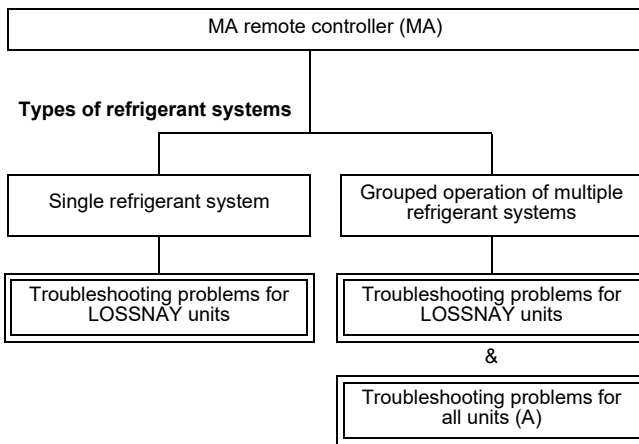 MA remote controller (MA)
Types of refrigerant systems
Single refrigerant system
Grouped operation of multiple
refrigerant systems
Troubleshooting problems for
LOSSNAY units
Troubleshooting problems for
LOSSNAY units
&
Troubleshooting problems for
all units (A)